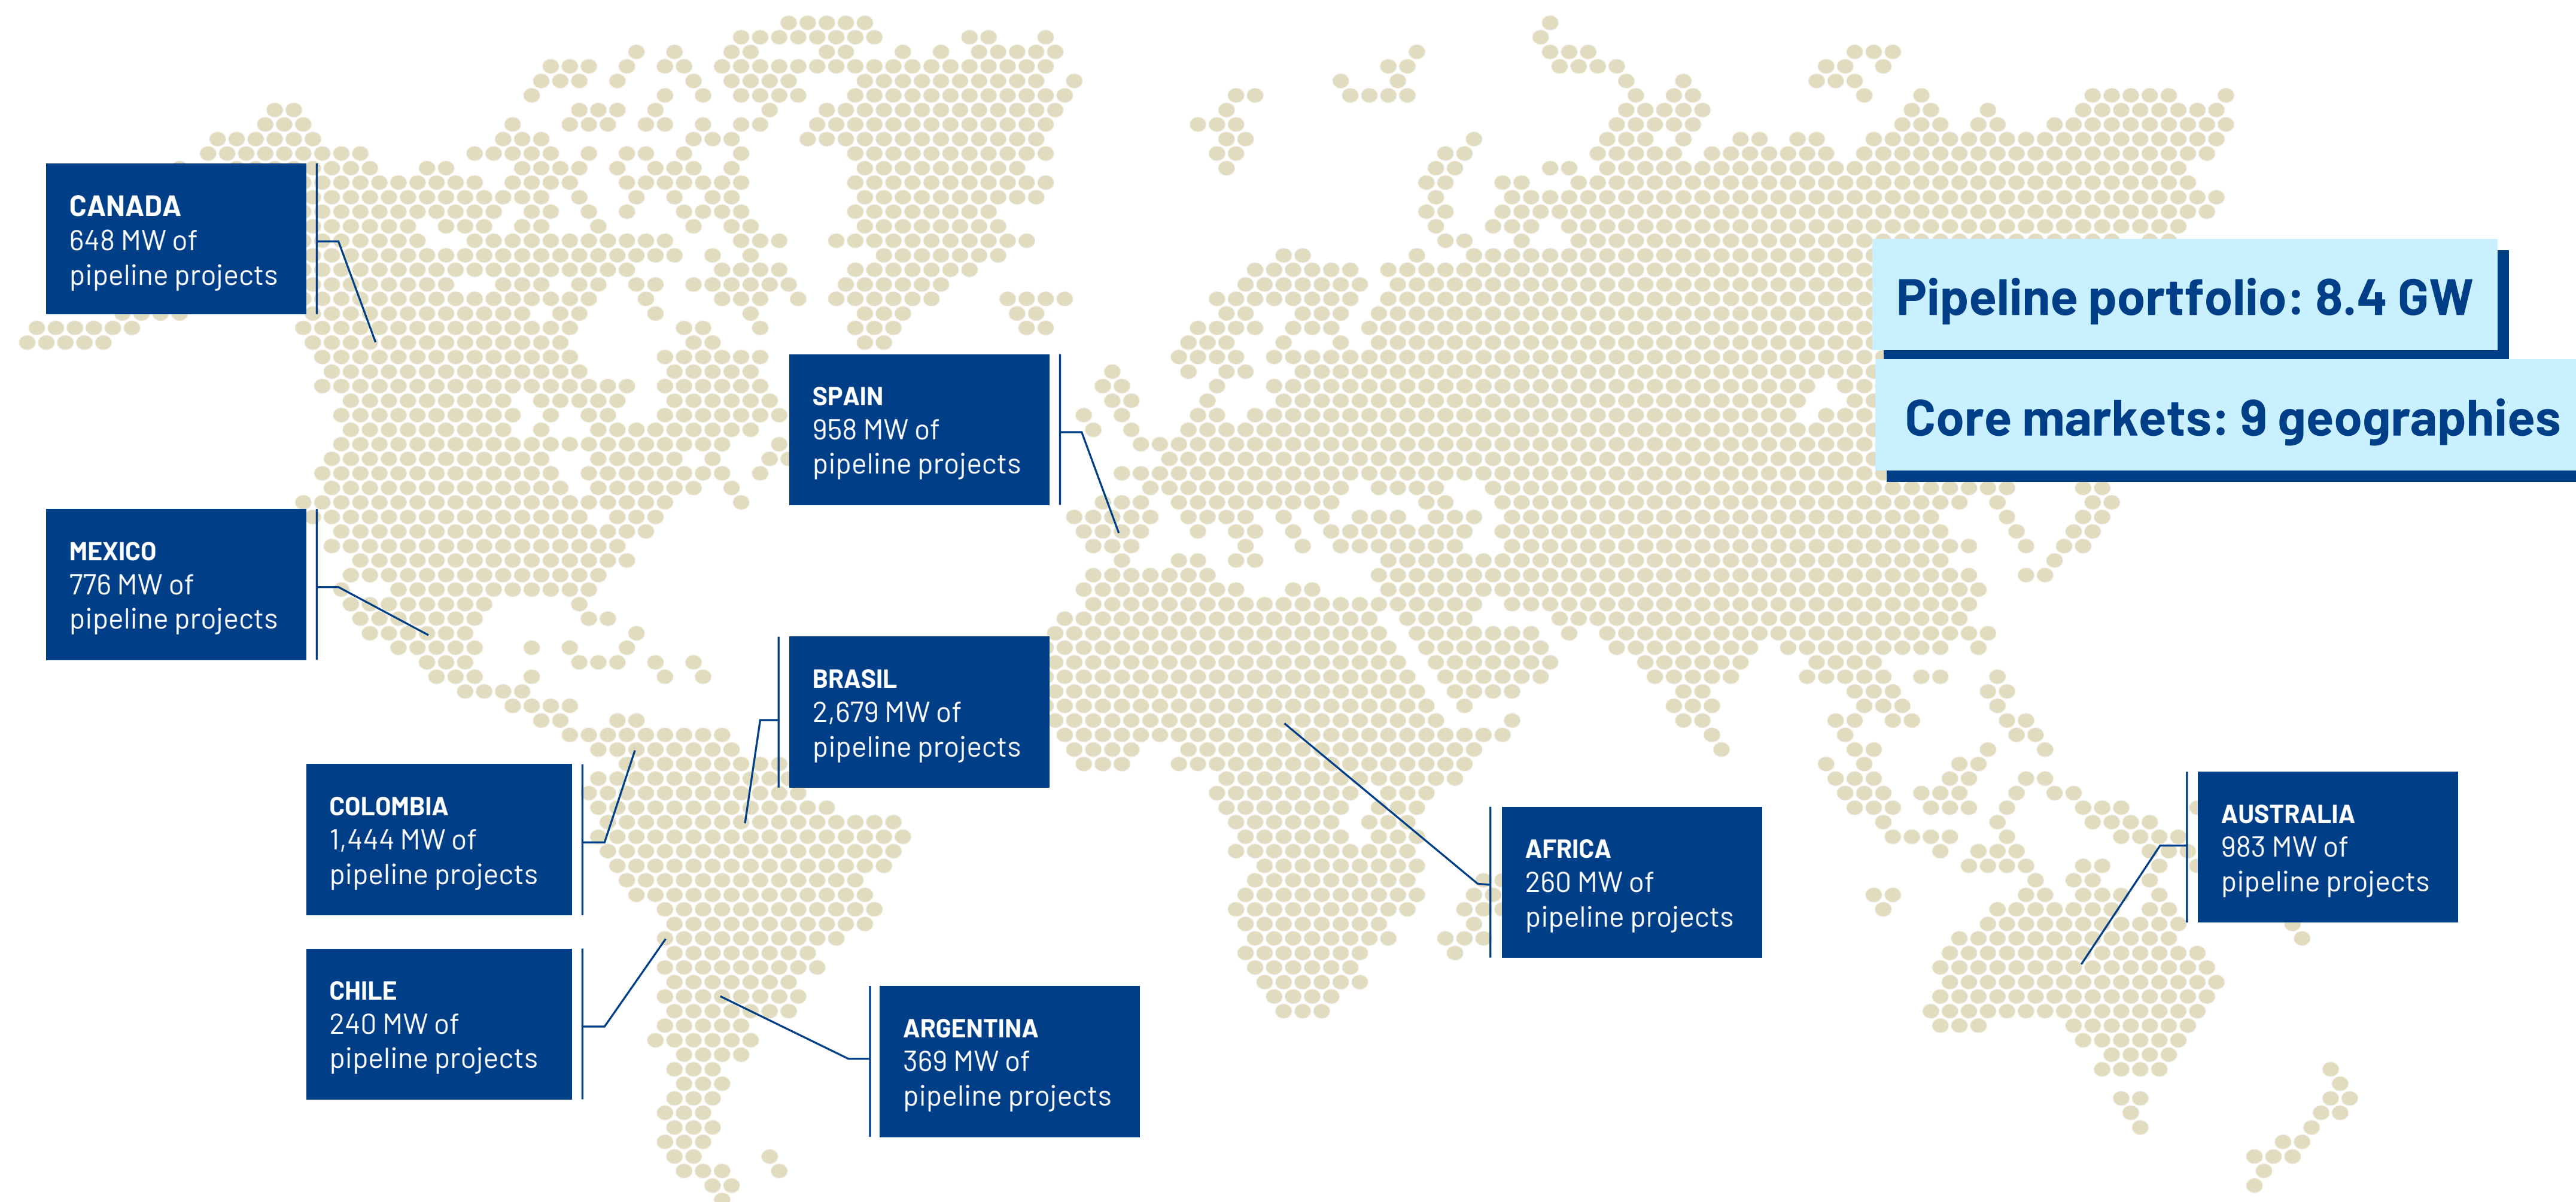 CANADA
648 MW of
pipeline projects
Pipeline portfolio: 8.4 GW
Core markets: 9 geographies
SPAIN
958 MW of
pipeline projects
MEXICO
776 MW of
pipeline projects
BRASIL
2,679 MW of
pipeline projects
COLOMBIA
1,444 MW of
pipeline projects
AFRICA
260 MW of
pipeline projects
AUSTRALIA
983 MW of
pipeline projects
CHILE
240 MW of
pipeline projects
ARGENTINA
369 MW of
pipeline projects